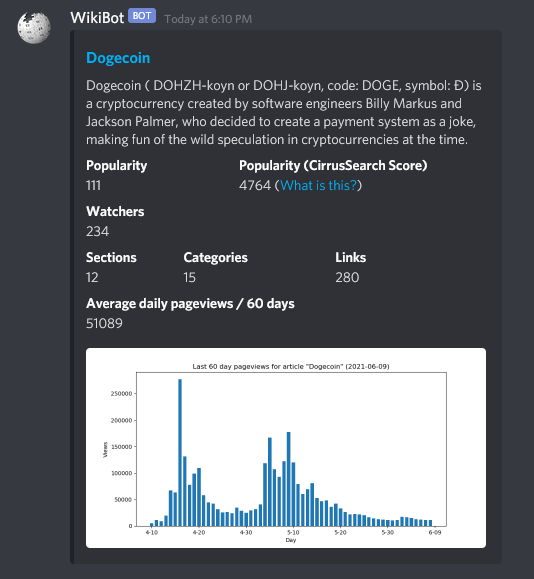 WikiBot BOT Today at 6:10 PM
Dogecoin
Dogecoin ( DOHZH-koyn or DOHJ-koyn, code: DOGE, symbol: Ð) is
a cryptocurrency created by software engineers Billy Markus and
Jackson Palmer, who decided to create a payment system as a joke,
making fun of the wild speculation in cryptocurrencies at the time.
Popularity Popularity (CirrusSearch Score)
111 4764 (What is this?)
Watchers
234
Sections Categories Links
12 15 280
Average daily pageviews / 60 days
51089
Last 60 day pageviews for article "Dogecoin" (2021-06-09)
250000
200000
150000
100000
50000
0
Views
4-10 4-20 4-30 5-10 5-20 5-30 6-09
Day